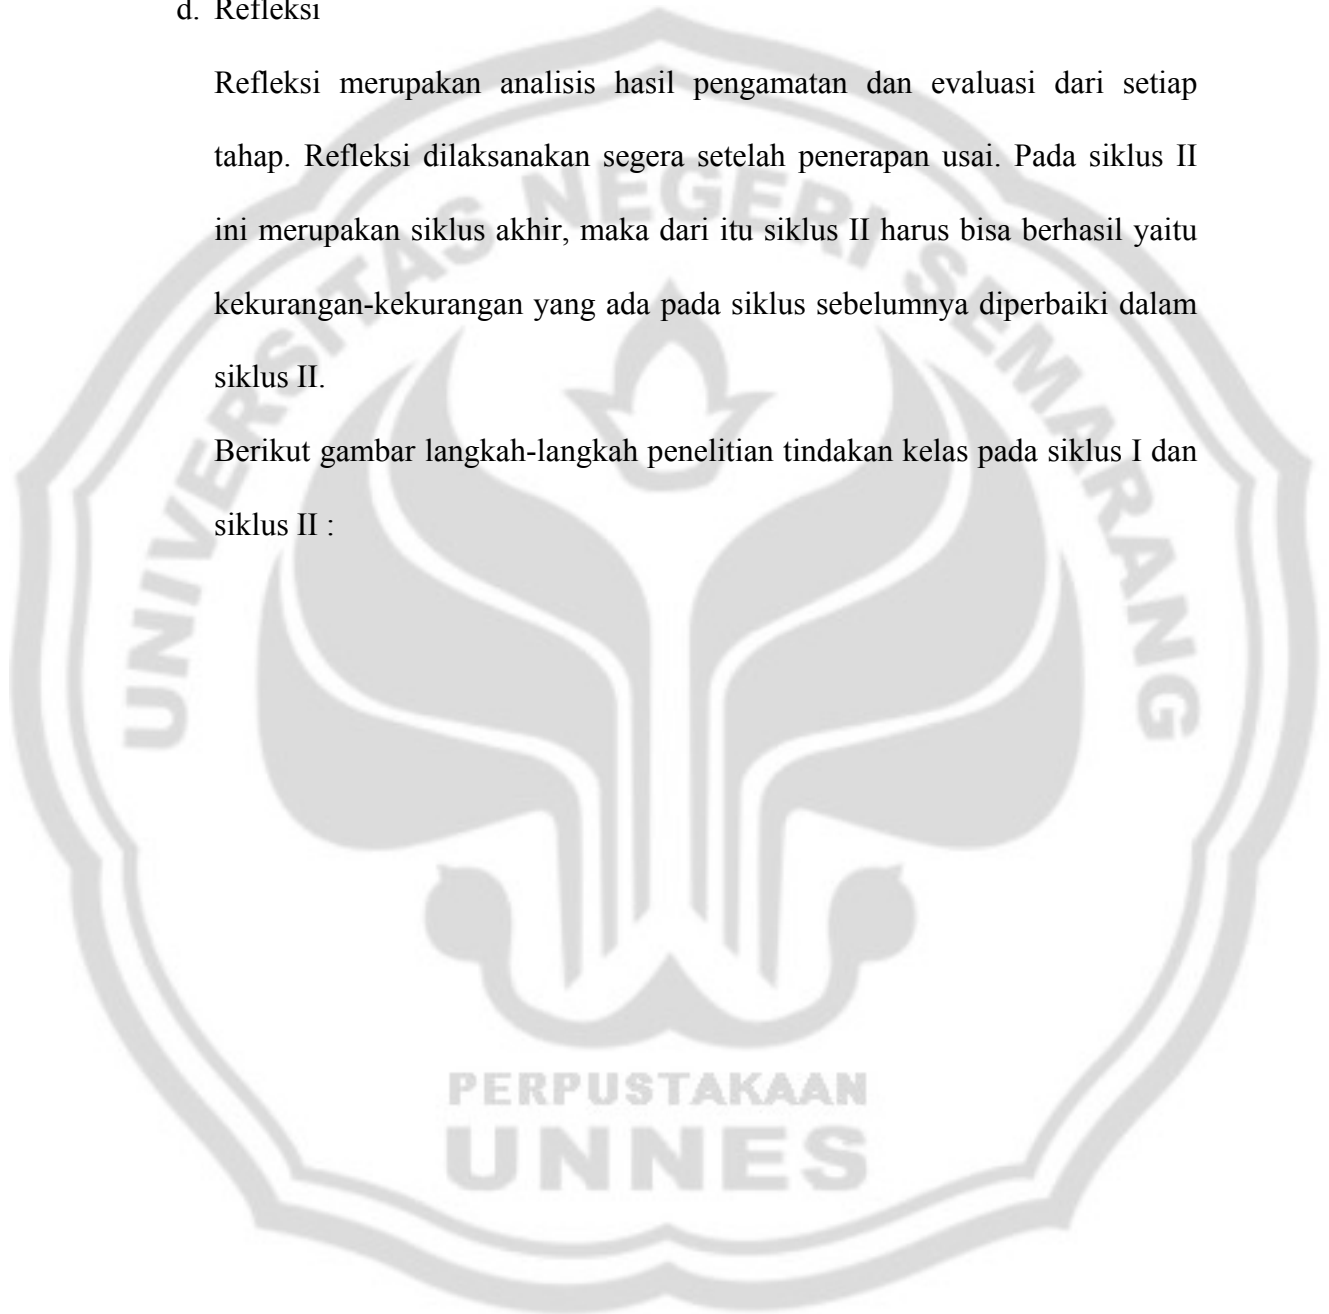 d. Refleksi
Refleksi merupakan analisis hasil pengamatan dan evaluasi dari setiap
tahap. Refleksi dilaksanakan segera setelah penerapan usai. Pada siklus II
ini merupakan siklus akhir, maka dari itu siklus II harus bisa berhasil yaitu
kekurangan-kekurangan yang ada pada siklus sebelumnya diperbaiki dalam
siklus II.
Berikut gambar langkah-langkah penelitian tindakan kelas pada siklus I dan
siklus II :
UNIVERSITAS NEGERI SEMARANG
PERPUSTAKAAN
UNNES